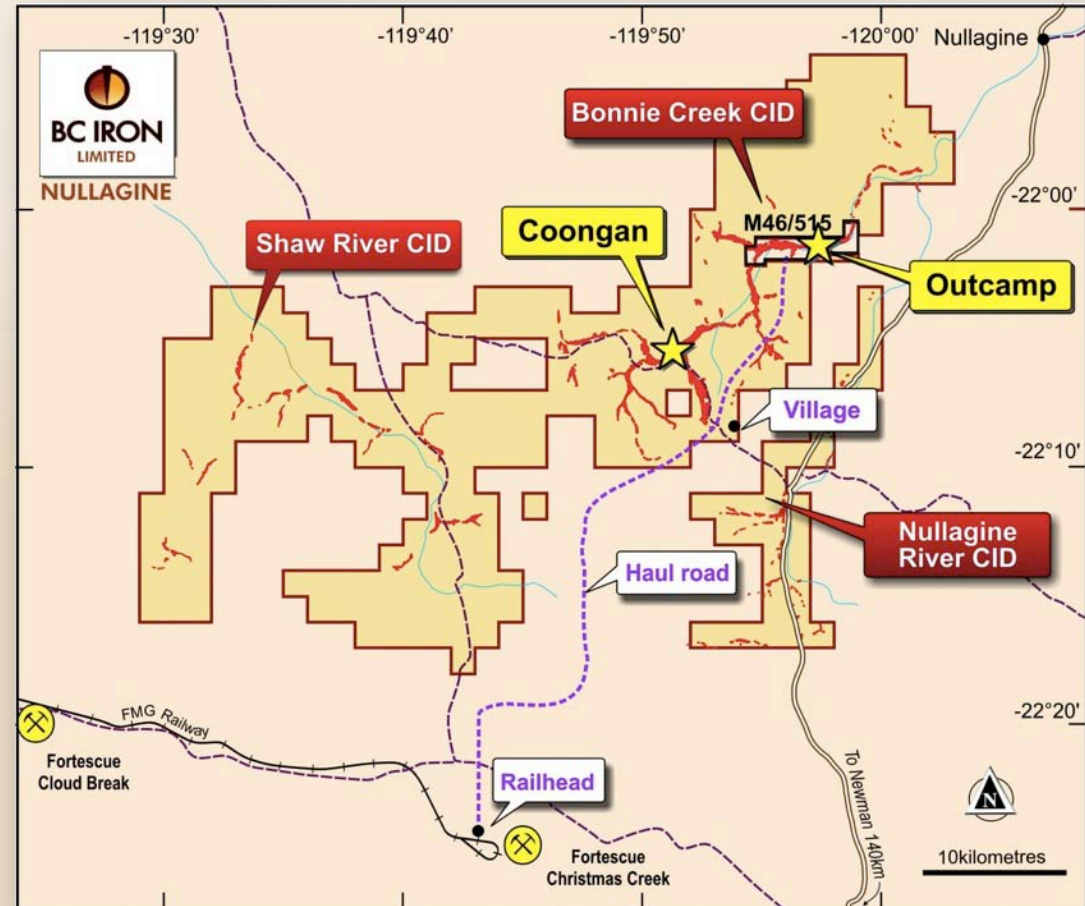 -119°30'
-119°40'
-119°50'
-120°00'
Nullagine
BC IRON
LIMITED
NULLAGINE
Bonnie Creek CID
-22°00'
M46/515
Shaw River CID
Coongan
Outcamp
Village
-22°10'
Nullagine
River CID
Haul road
-22°20'
FMG Railway
Fortescue
Cloud Break
Railhead
To Newman 140km
N
Fortescue
Christmas Creek
10kilometres